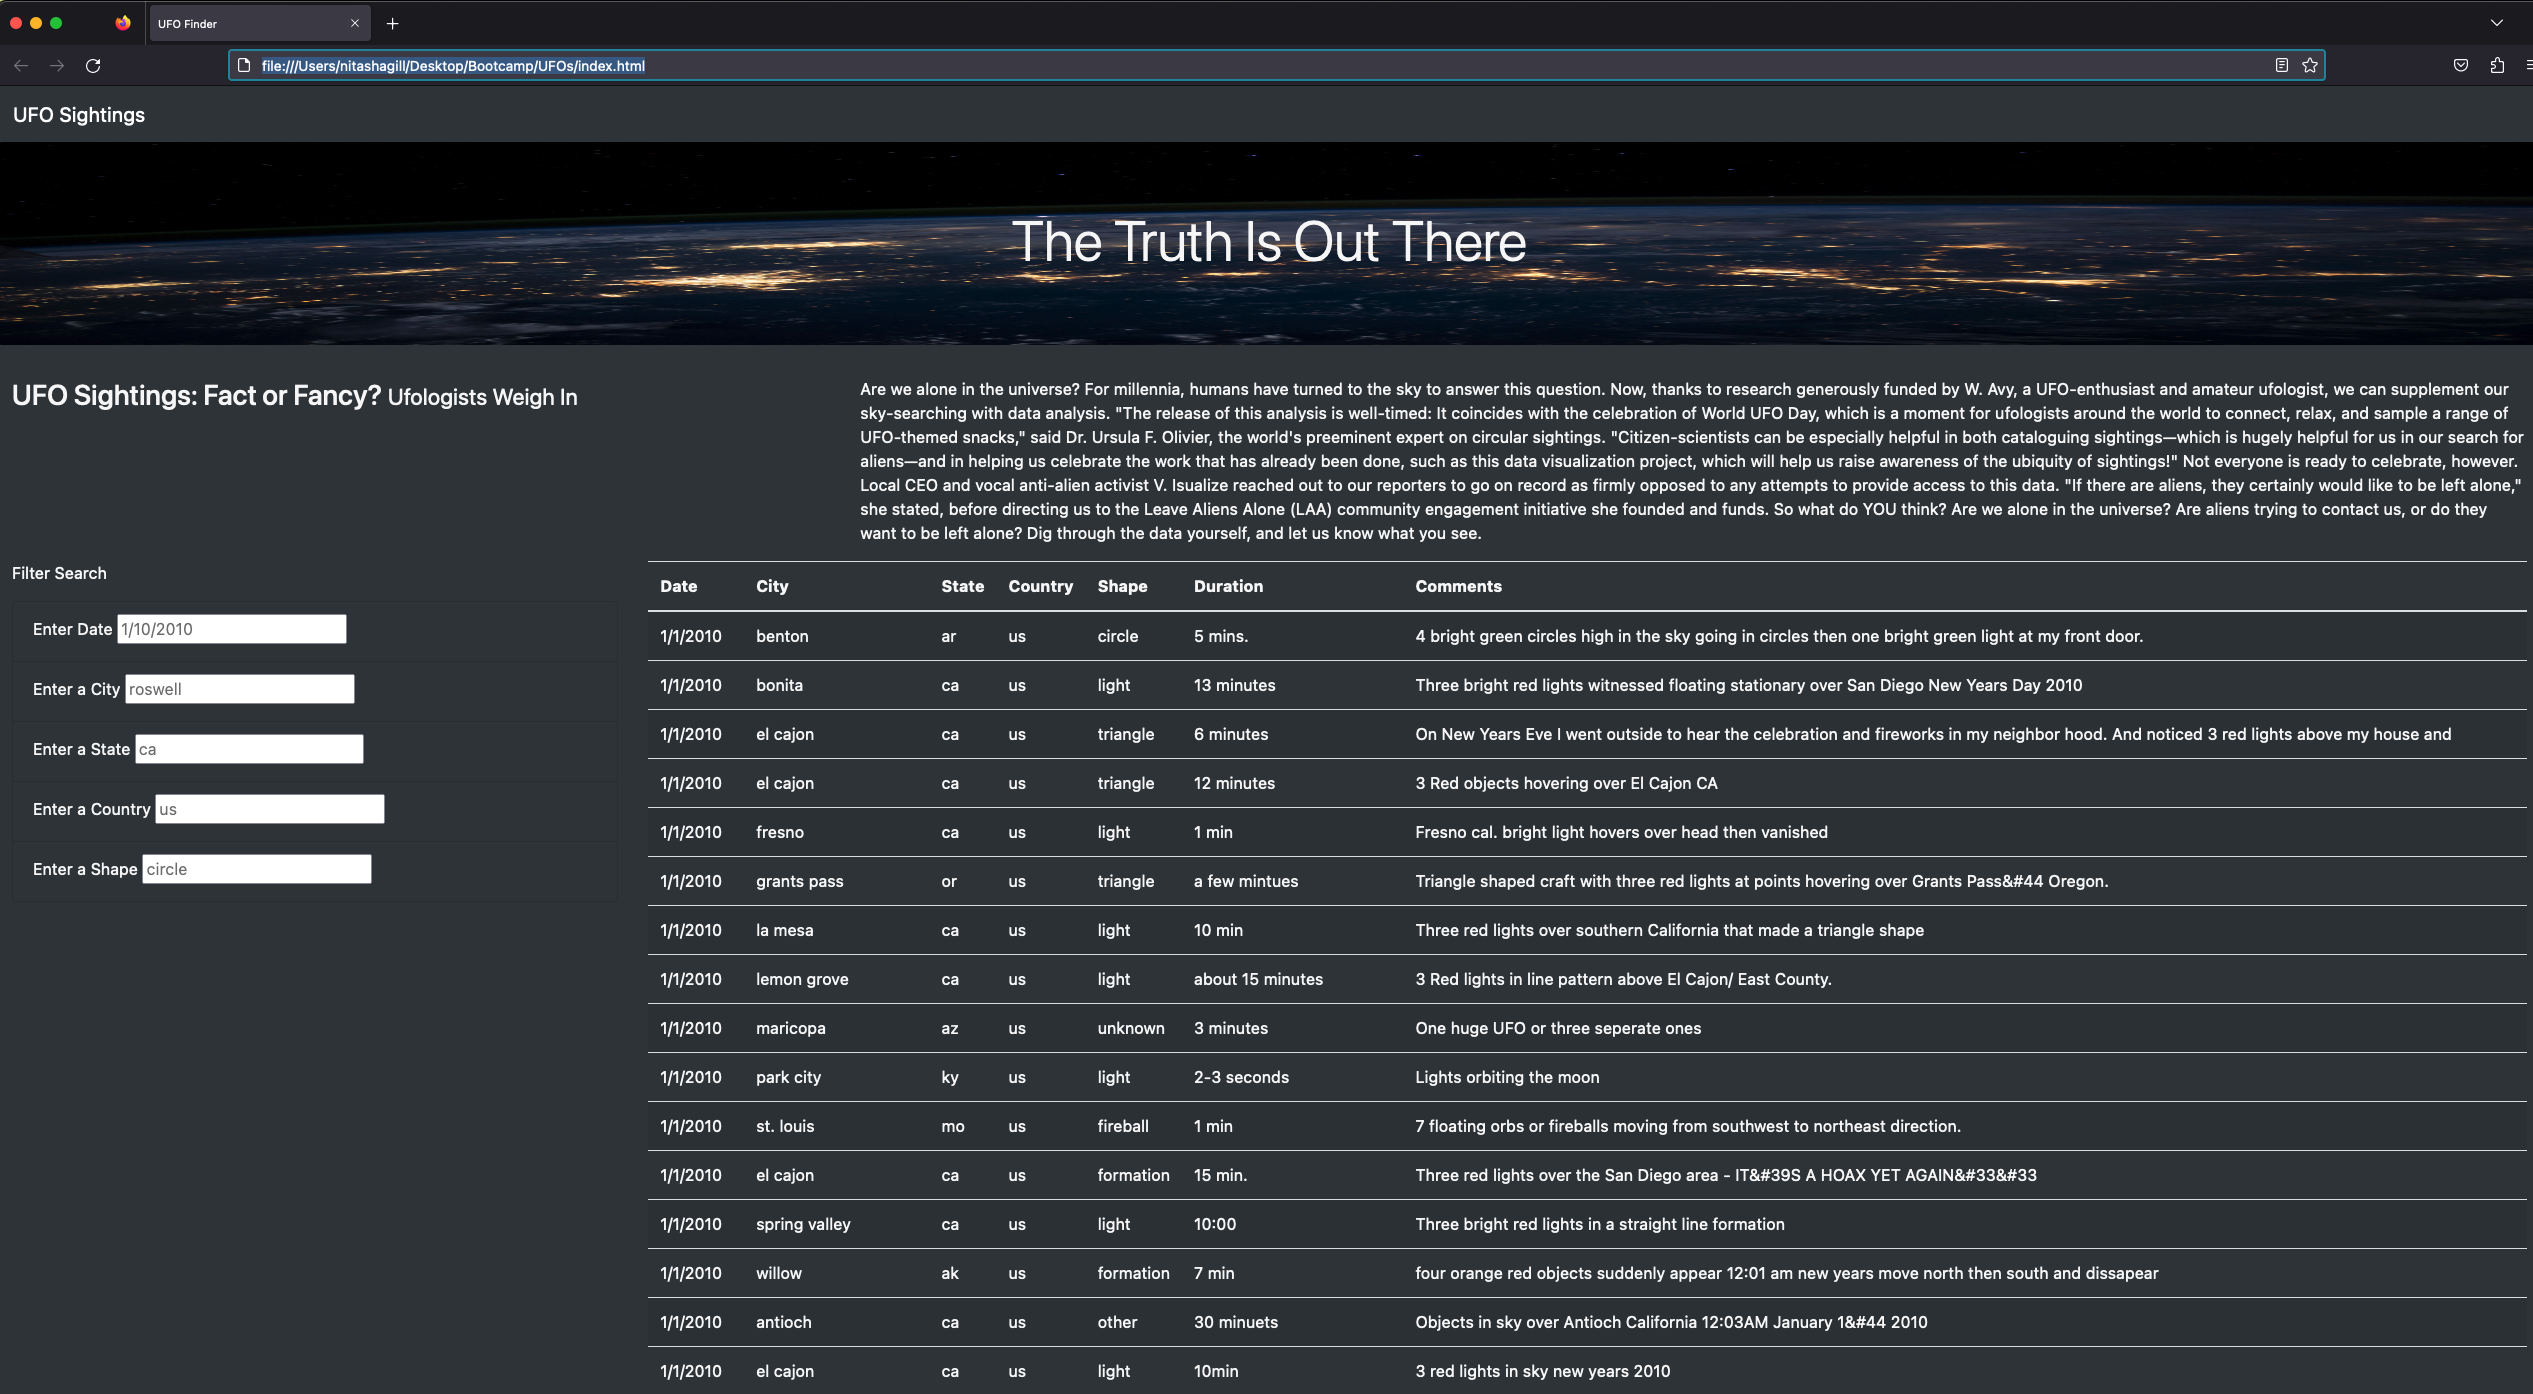 UFO Finder
file:///Users/nitashagill/Desktop/Bootcamp/UFOs/index.html
UFO Sightings
The Truth Is Out There
UFO Sightings: Fact or Fancy? Ufologists Weigh In
Are we alone in the universe? For millennia, humans have turned to the sky to answer this question. Now, thanks to research generously funded by W. Avy, a UFO-enthusiast and amateur ufologist, we can supplement our
sky-searching with data analysis. "The release of this analysis is well-timed: It coincides with the celebration of World UFO Day, which is a moment for ufologists around the world to connect, relax, and sample a range of
UFO-themed snacks," said Dr. Ursula F. Olivier, the world's preeminent expert on circular sightings. "Citizen-scientists can be especially helpful in both cataloguing sightings—which is hugely helpful for us in our search for
aliens—and in helping us celebrate the work that has already been done, such as this data visualization project, which will help us raise awareness of the ubiquity of sightings!" Not everyone is ready to celebrate, however.
Local CEO and vocal anti-alien activist V. Isualize reached out to our reporters to go on record as firmly opposed to any attempts to provide access to this data. "If there are aliens, they certainly would like to be left alone,"
she stated, before directing us to the Leave Aliens Alone (LAA) community engagement initiative she founded and funds. So what do YOU think? Are we alone in the universe? Are aliens trying to contact us, or do they
want to be left alone? Dig through the data yourself, and let us know what you see.
Filter Search
Enter Date 1/10/2010
Enter a City roswell
Enter a State ca
Enter a Country us
Enter a Shape circle
Date City State Country Shape Duration Comments
1/1/2010 benton ar us circle 5 mins. 4 bright green circles high in the sky going in circles then one bright green light at my front door.
1/1/2010 bonita ca us light 13 minutes Three bright red lights witnessed floating stationary over San Diego New Years Day 2010
1/1/2010 el cajon ca us triangle 6 minutes On New Years Eve I went outside to hear the celebration and fireworks in my neighbor hood. And noticed 3 red lights above my house and
1/1/2010 el cajon ca us triangle 12 minutes 3 Red objects hovering over El Cajon CA
1/1/2010 fresno ca us light 1 min Fresno cal. bright light hovers over head then vanished
1/1/2010 grants pass or us triangle a few mintues Triangle shaped craft with three red lights at points hovering over Grants Pass&#44 Oregon.
1/1/2010 la mesa ca us light 10 min Three red lights over southern California that made a triangle shape
1/1/2010 lemon grove ca us light about 15 minutes 3 Red lights in line pattern above El Cajon/ East County.
1/1/2010 maricopa az us unknown 3 minutes One huge UFO or three seperate ones
1/1/2010 park city ky us light 2-3 seconds Lights orbiting the moon
1/1/2010 st. louis mo us fireball 1 min 7 floating orbs or fireballs moving from southwest to northeast direction.
1/1/2010 el cajon ca us formation 15 min. Three red lights over the San Diego area - IT&#39S A HOAX YET AGAIN&#33&#33
1/1/2010 spring valley ca us light 10:00 Three bright red lights in a straight line formation
1/1/2010 willow ak us formation 7 min four orange red objects suddenly appear 12:01 am new years move north then south and dissapear
1/1/2010 antioch ca us other 30 minuets Objects in sky over Antioch California 12:03AM January 1&#44 2010
1/1/2010 el cajon ca us light 10min 3 red lights in sky new years 2010